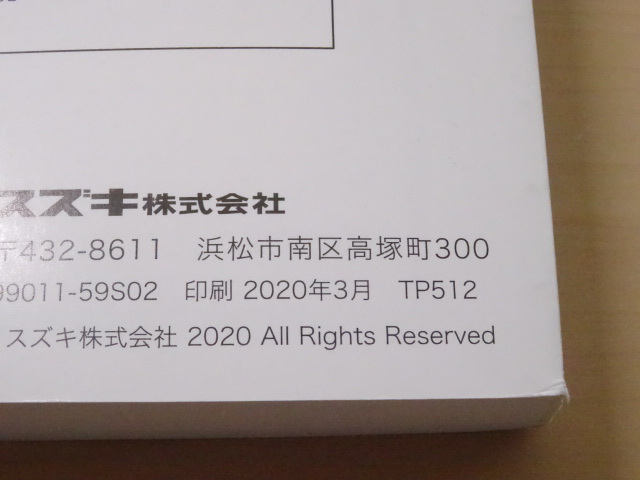 スズキ株式会社
〒432-8611　浜松市南区高塚町300
99011-59S02　印刷 2020年3月　TP512
スズキ株式会社 2020 All Rights Reserved